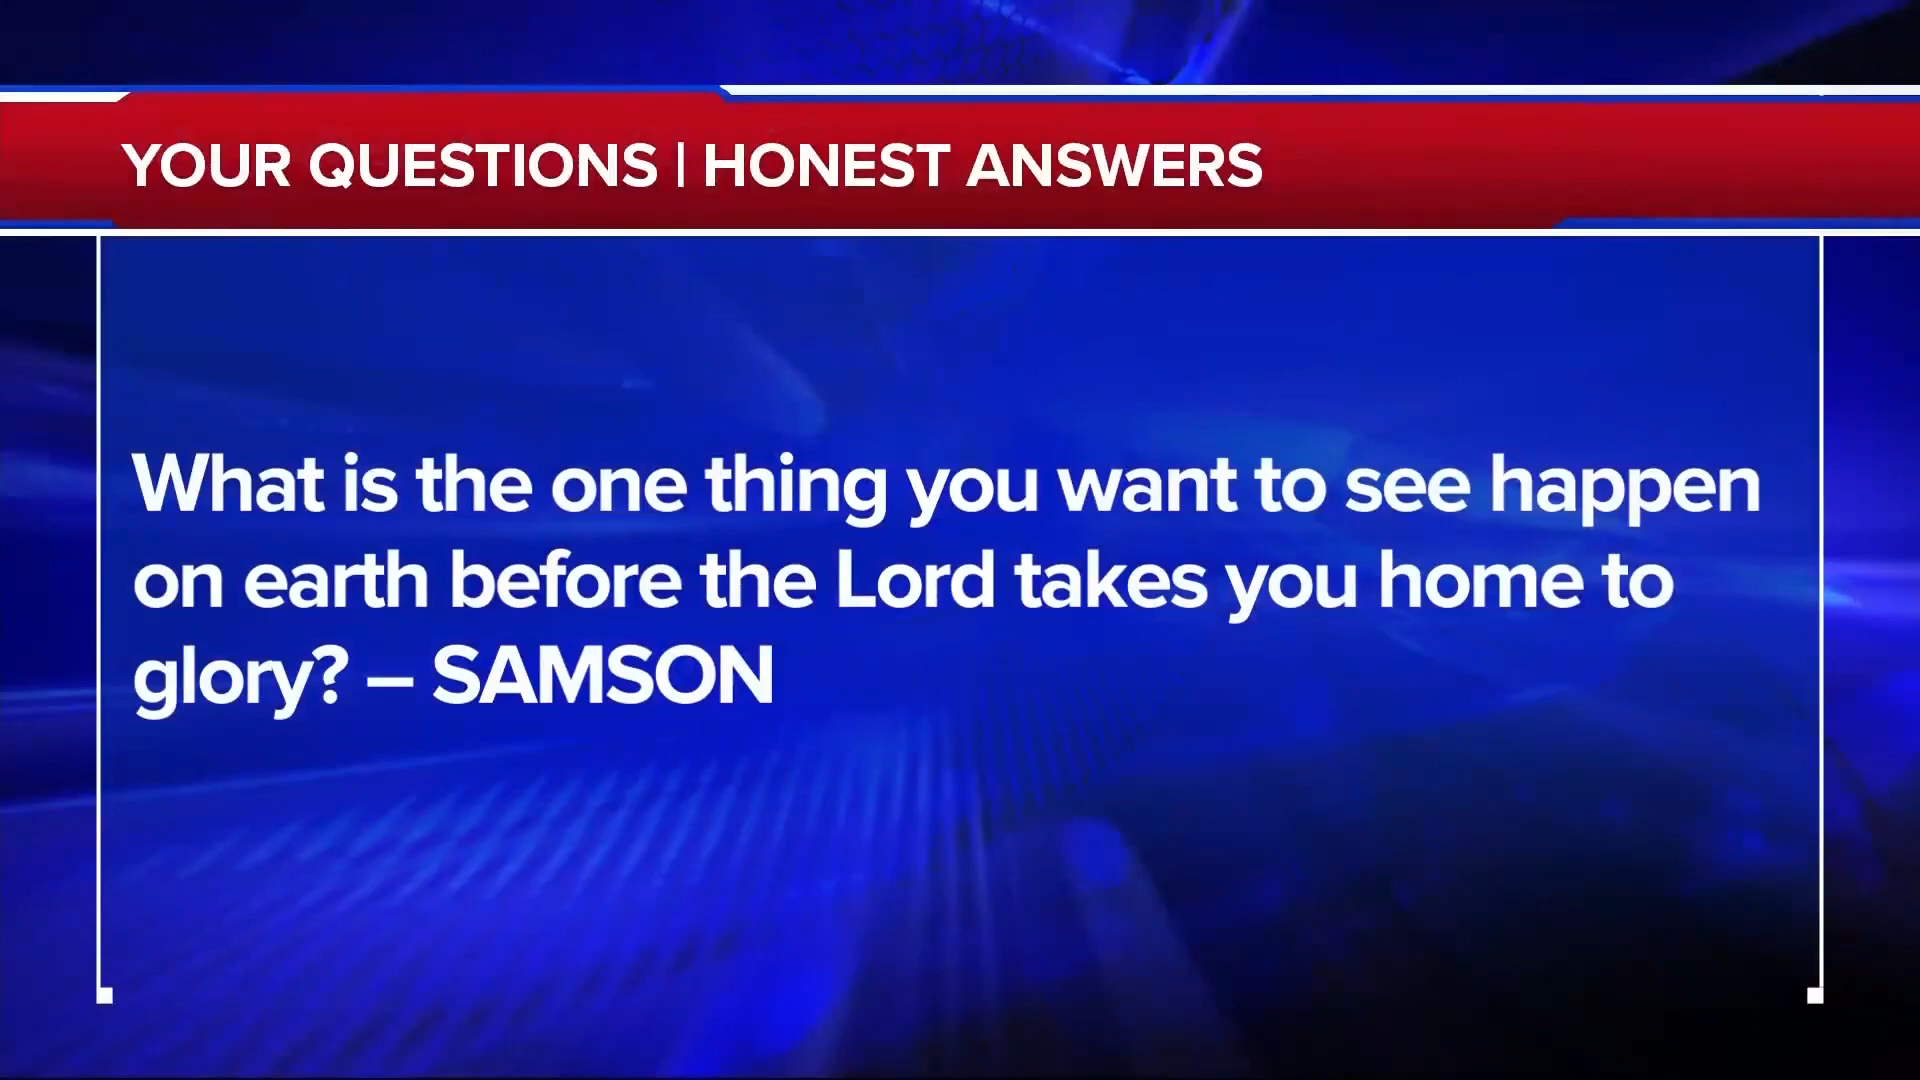 YOUR QUESTIONS | HONEST ANSWERS
What is the one thing you want to see happen
on earth before the Lord takes you home to
glory? – SAMSON